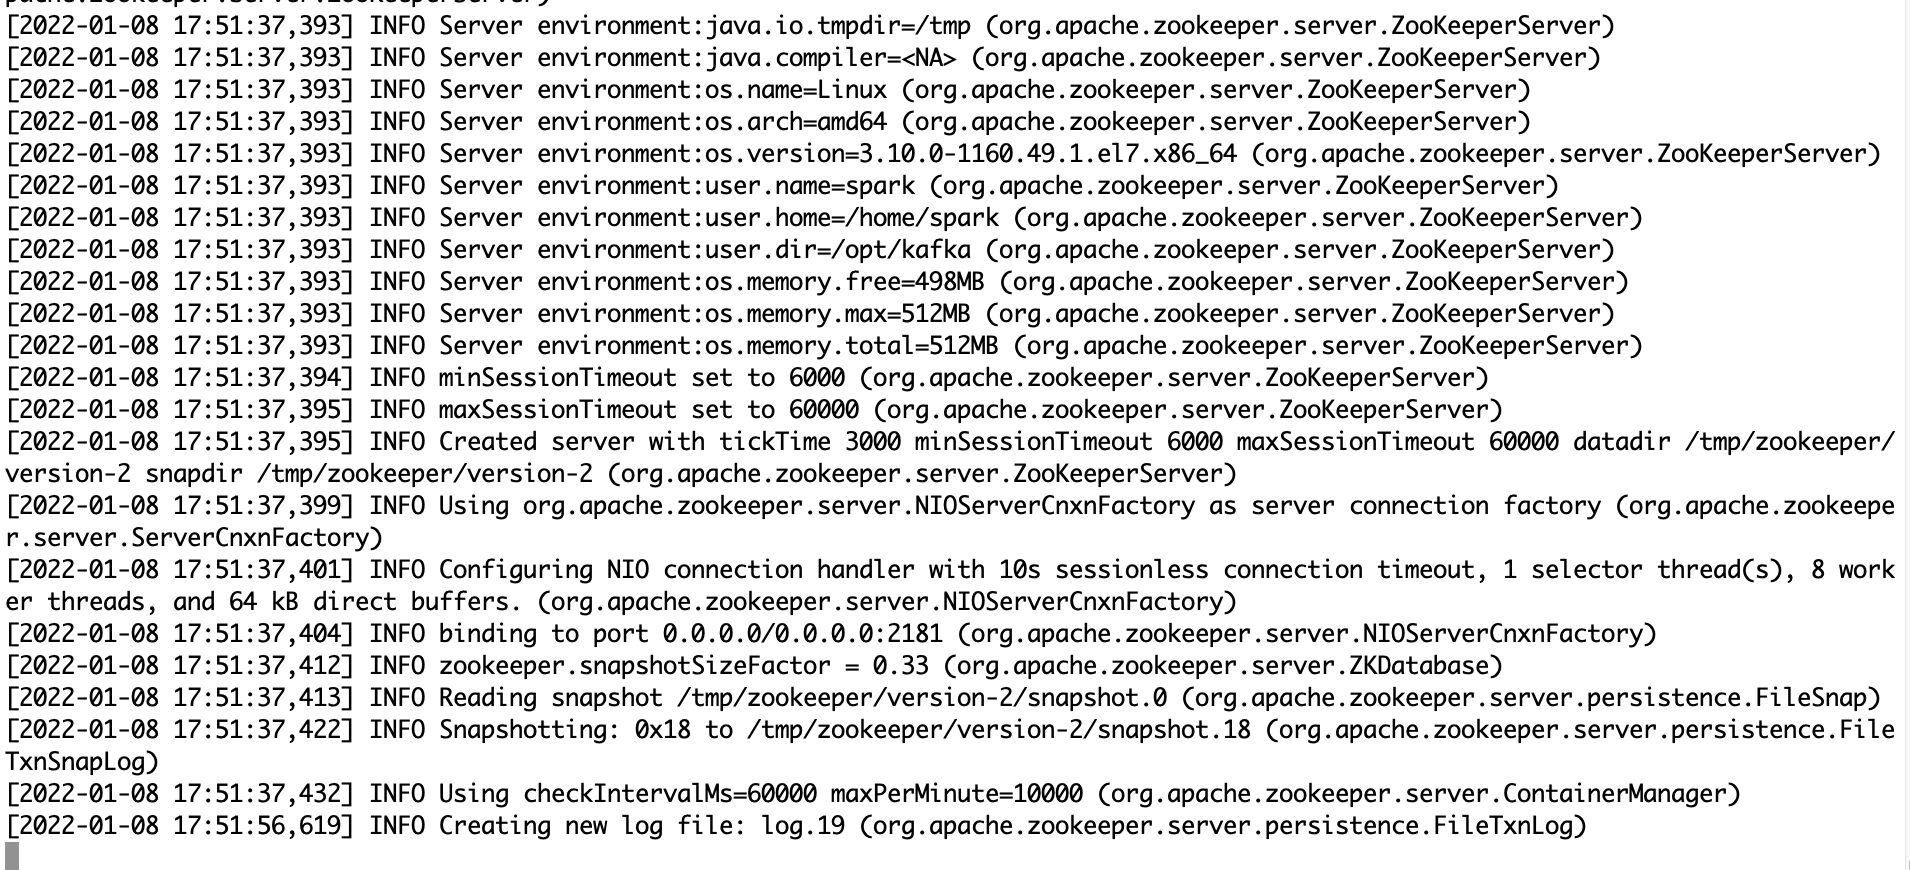 pache.zookeeper.server.ZooKeeperServer)
[2022-01-08 17:51:37,393] INFO Server environment:java.io.tmpdir=/tmp (org.apache.zookeeper.server.ZooKeeperServer)
[2022-01-08 17:51:37,393] INFO Server environment:java.compiler=<NA> (org.apache.zookeeper.server.ZooKeeperServer)
[2022-01-08 17:51:37,393] INFO Server environment:os.name=Linux (org.apache.zookeeper.server.ZooKeeperServer)
[2022-01-08 17:51:37,393] INFO Server environment:os.arch=amd64 (org.apache.zookeeper.server.ZooKeeperServer)
[2022-01-08 17:51:37,393] INFO Server environment:os.version=3.10.0-1160.49.1.el7.x86_64 (org.apache.zookeeper.server.ZooKeeperServer)
[2022-01-08 17:51:37,393] INFO Server environment:user.name=spark (org.apache.zookeeper.server.ZooKeeperServer)
[2022-01-08 17:51:37,393] INFO Server environment:user.home=/home/spark (org.apache.zookeeper.server.ZooKeeperServer)
[2022-01-08 17:51:37,393] INFO Server environment:user.dir=/opt/kafka (org.apache.zookeeper.server.ZooKeeperServer)
[2022-01-08 17:51:37,393] INFO Server environment:os.memory.free=498MB (org.apache.zookeeper.server.ZooKeeperServer)
[2022-01-08 17:51:37,393] INFO Server environment:os.memory.max=512MB (org.apache.zookeeper.server.ZooKeeperServer)
[2022-01-08 17:51:37,393] INFO Server environment:os.memory.total=512MB (org.apache.zookeeper.server.ZooKeeperServer)
[2022-01-08 17:51:37,394] INFO minSessionTimeout set to 6000 (org.apache.zookeeper.server.ZooKeeperServer)
[2022-01-08 17:51:37,395] INFO maxSessionTimeout set to 60000 (org.apache.zookeeper.server.ZooKeeperServer)
[2022-01-08 17:51:37,395] INFO Created server with tickTime 3000 minSessionTimeout 6000 maxSessionTimeout 60000 datadir /tmp/zookeeper/
version-2 snapdir /tmp/zookeeper/version-2 (org.apache.zookeeper.server.ZooKeeperServer)
[2022-01-08 17:51:37,399] INFO Using org.apache.zookeeper.server.NIOServerCnxnFactory as server connection factory (org.apache.zookeepe
r.server.ServerCnxnFactory)
[2022-01-08 17:51:37,401] INFO Configuring NIO connection handler with 10s sessionless connection timeout, 1 selector thread(s), 8 work
er threads, and 64 kB direct buffers. (org.apache.zookeeper.server.NIOServerCnxnFactory)
[2022-01-08 17:51:37,404] INFO binding to port 0.0.0.0/0.0.0.0:2181 (org.apache.zookeeper.server.NIOServerCnxnFactory)
[2022-01-08 17:51:37,412] INFO zookeeper.snapshotSizeFactor = 0.33 (org.apache.zookeeper.server.ZKDatabase)
[2022-01-08 17:51:37,413] INFO Reading snapshot /tmp/zookeeper/version-2/snapshot.0 (org.apache.zookeeper.server.persistence.FileSnap)
[2022-01-08 17:51:37,422] INFO Snapshotting: 0x18 to /tmp/zookeeper/version-2/snapshot.18 (org.apache.zookeeper.server.persistence.File
TxnSnapLog)
[2022-01-08 17:51:37,432] INFO Using checkIntervalMs=60000 maxPerMinute=10000 (org.apache.zookeeper.server.ContainerManager)
[2022-01-08 17:51:56,619] INFO Creating new log file: log.19 (org.apache.zookeeper.server.persistence.FileTxnLog)